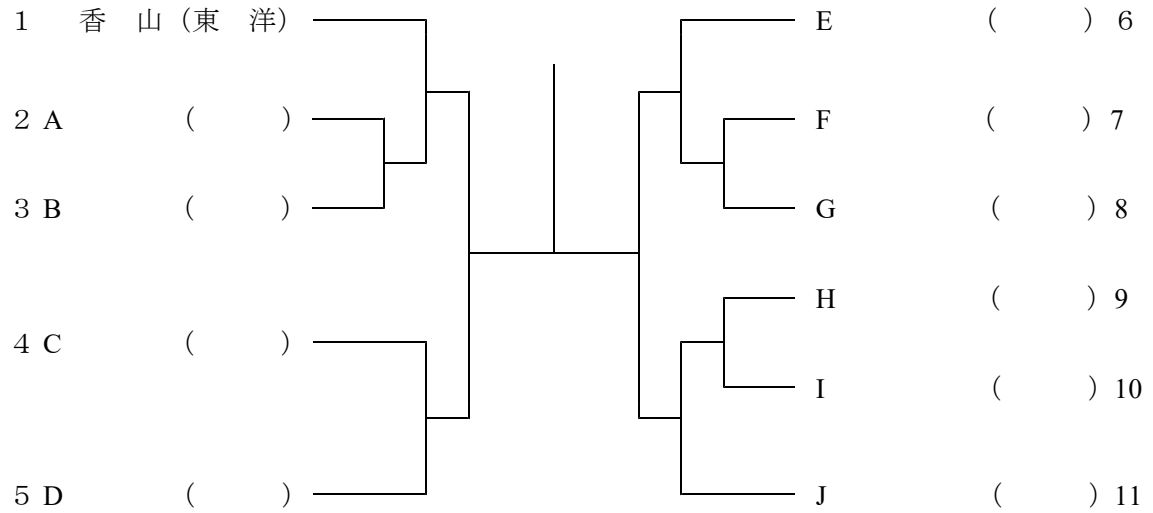 １　香　山（東　洋）
２ A　　　　（　　　）
３ B　　　　（　　　）
４ C　　　　（　　　）
５ D　　　　（　　　）
E　　　　（　　　）６
F　　　　（　　　）7
G　　　　（　　　）8
H　　　　（　　　）9
I　　　　（　　　）10
J　　　　（　　　）11